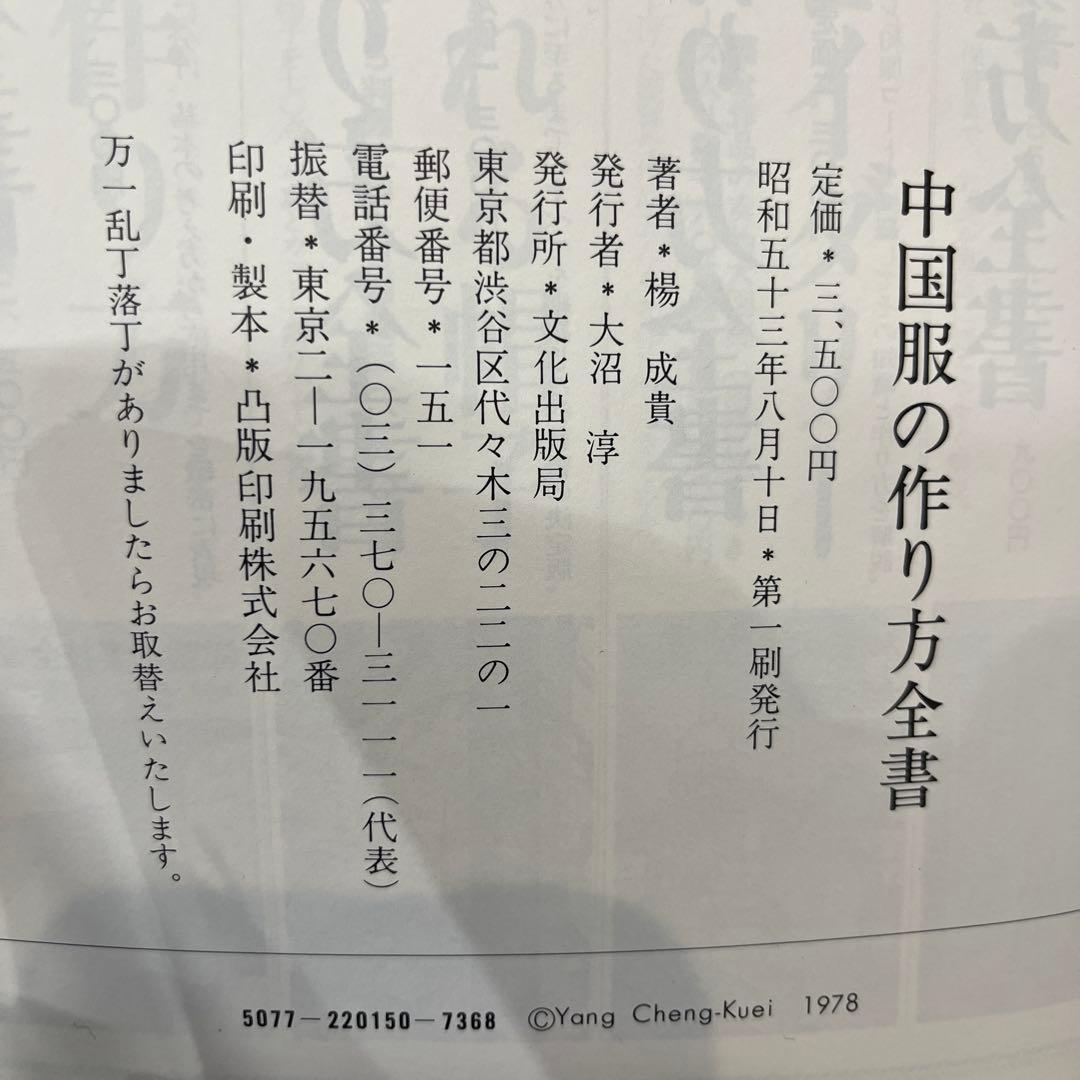 中国服の作り方全書
定価*三、五〇〇円
昭和五十三年八月十日*第一刷発行
著者*楊　成貴
発行者*大沼　淳
発行所*文化出版局
東京都渋谷区代々木三の二二の一
郵便番号*一五一
電話番号*(〇三)三七〇―三一一一(代表)
振替*東京二―一九五六七〇番
印刷・製本*凸版印刷株式会社
万一乱丁落丁がありましたらお取替えいたします。
5077―220150―7368 ©Yang Cheng-Kuei 1978